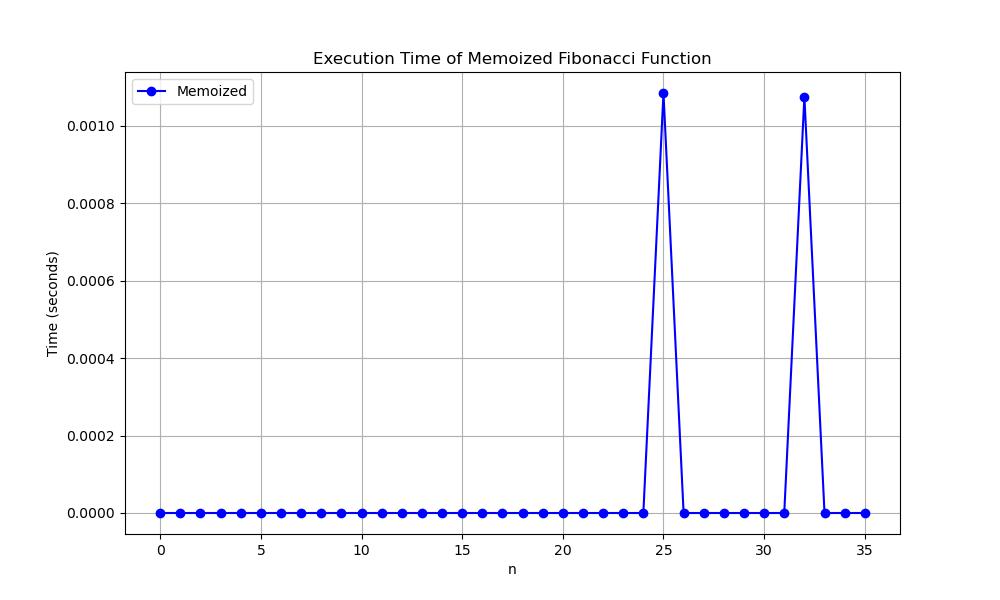 Execution Time of Memoized Fibonacci Function
Memoized
0.0010
0.0008
0.0006
0.0004
0.0002
0.0000
Time (seconds)
0 5 10 15 20 25 30 35
n